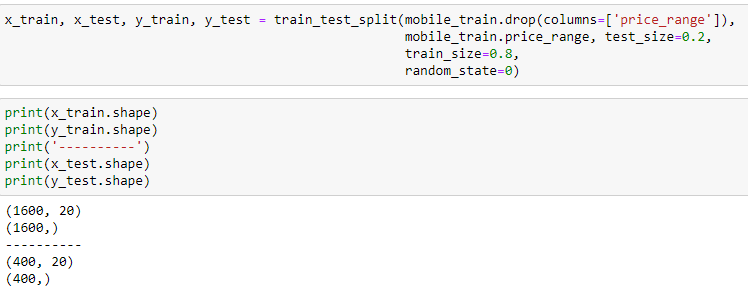 x_train, x_test, y_train, y_test = train_test_split(mobile_train.drop(columns=['price_range']),
mobile_train.price_range, test_size=0.2,
train_size=0.8,
random_state=0)
print(x_train.shape)
print(y_train.shape)
print('----------')
print(x_test.shape)
print(y_test.shape)
(1600, 20)
(1600,)
----------
(400, 20)
(400,)